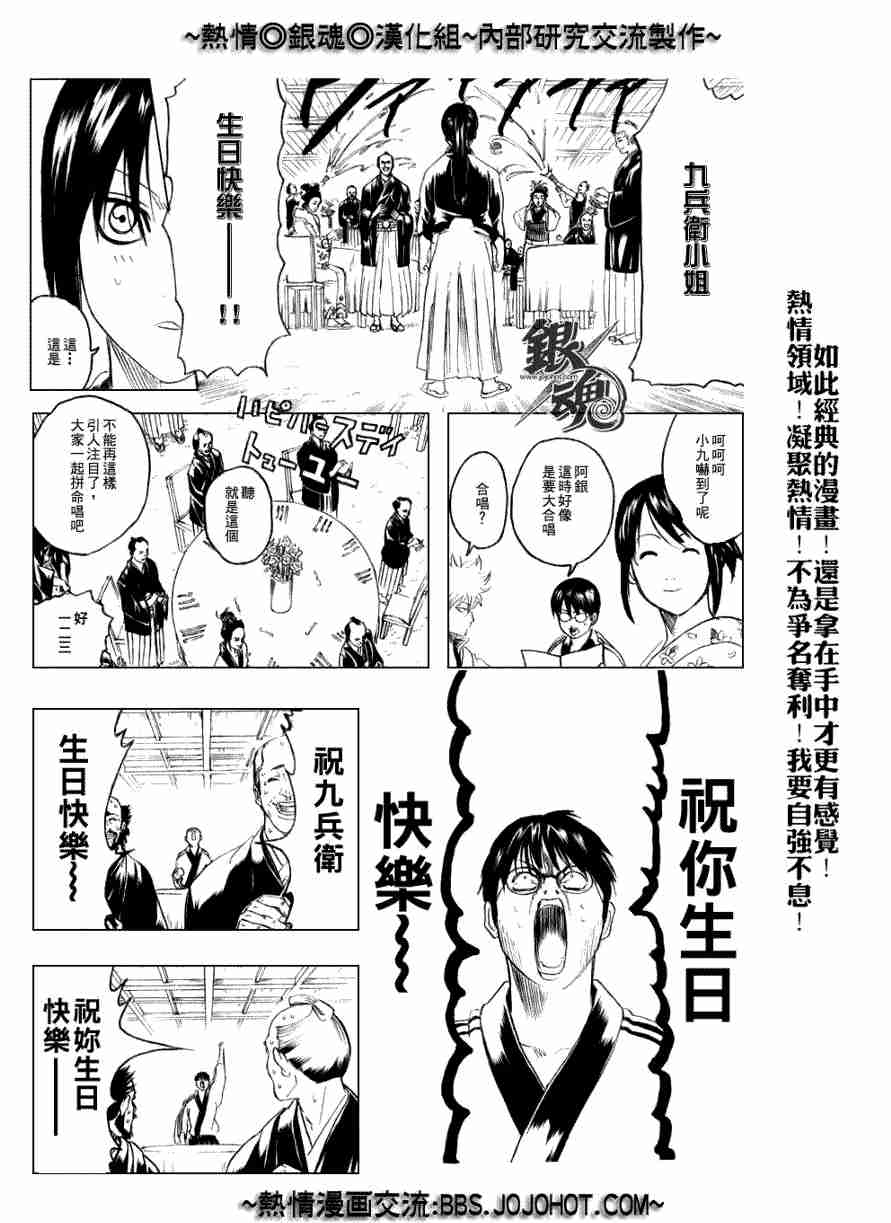 ~熱情◎銀魂◎漢化組~內部研究交流製作~
九兵衛小姐
生日快樂——!!
這…
這是
銀魂
www.jojohot.com
呵呵呵
小九嚇到了呢
阿銀
這時好像
是要大合唱
合唱?
ハッピバースディ
トューユー
聽
就是這個
不能再這樣
引人注目了,
大家一起拼命唱吧
好
一二三
祝你生日
快樂~
祝九兵衛
生日快樂~
祝妳生日
快樂——
如此經典的漫畫!還是拿在手中才更有感覺!
熱情領域!凝聚熱情!不為爭名奪利!我要自強不息!
~熱情漫画交流:BBS.JOJOHOT.COM~